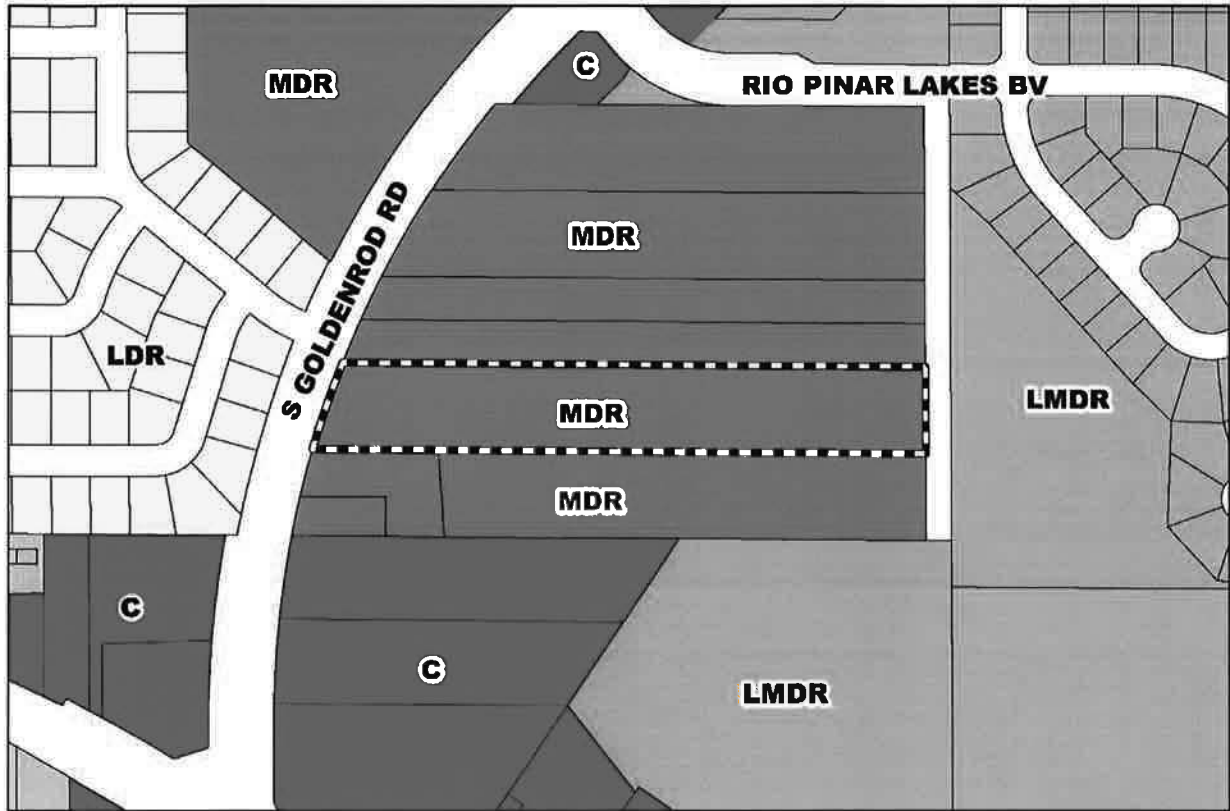 C
MDR
RIO PINAR LAKES BV
S GOLDENROD RD
MDR
LDR
MDR
LMDR
MDR
C
C
LMDR